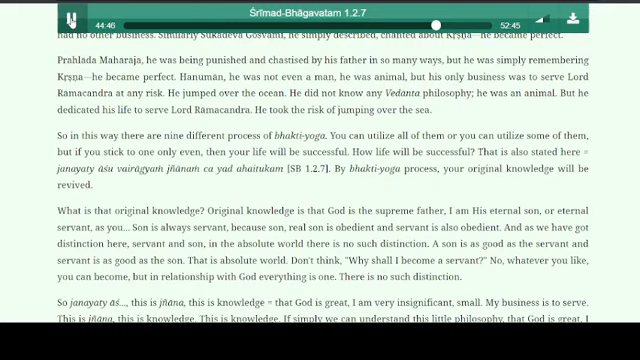 Śrīmad-Bhāgavatam 1.2.7
44:46
52:45
had no other business. Similarly Śukadeva Gosvāmī, he simply described, chanted about Kṛṣṇa—he became perfect.
Prahlāda Mahārāja, he was being punished and chastised by his father in so many ways, but he was simply remembering
Kṛṣṇa—he became perfect. Hanumān, he was not even a man, he was animal, but his only business was to serve Lord
Rāmacandra at any risk. He jumped over the ocean. He did not know any Vedānta philosophy; he was an animal. But he
dedicated his life to serve Lord Rāmacandra. He took the risk of jumping over the sea.
So in this way there are nine different process of bhakti-yoga. You can utilize all of them or you can utilize some of them,
but if you stick to one only even, then your life will be successful. How life will be successful? That is also stated here =
janayaty āśu vairāgyaṁ jñānaṁ ca yad ahaitukam [SB 1.2.7]. By bhakti-yoga process, your original knowledge will be
revived.
What is that original knowledge? Original knowledge is that God is the supreme father, I am His eternal son, or eternal
servant, as you... Son is always servant, because son, real son is obedient and servant is also obedient. And as we have got
distinction here, servant and son, in the absolute world there is no such distinction. A son is as good as the servant and
servant is as good as the son. That is absolute world. Don't think, "Why shall I become a servant?" No, whatever you like,
you can become, but in relationship with God everything is one. There is no such distinction.
So janayaty āś..., this is jñāna, this is knowledge = that God is great, I am very insignificant, small. My business is to serve.
This is jñāna, this is knowledge. This is knowledge. If simply we can understand this little philosophy, that God is great, I